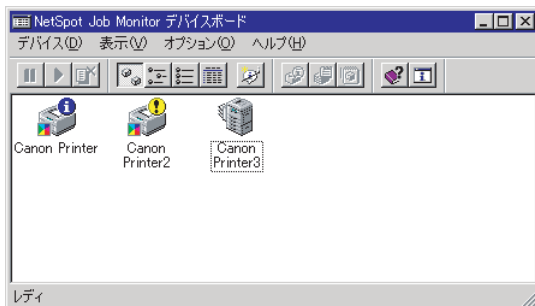 NetSpot Job Monitor デバイスボード
デバイス(D) 表示(V) オプション(O) ヘルプ(H)
Canon Printer
Canon
Printer2
Canon
Printer3
レディ